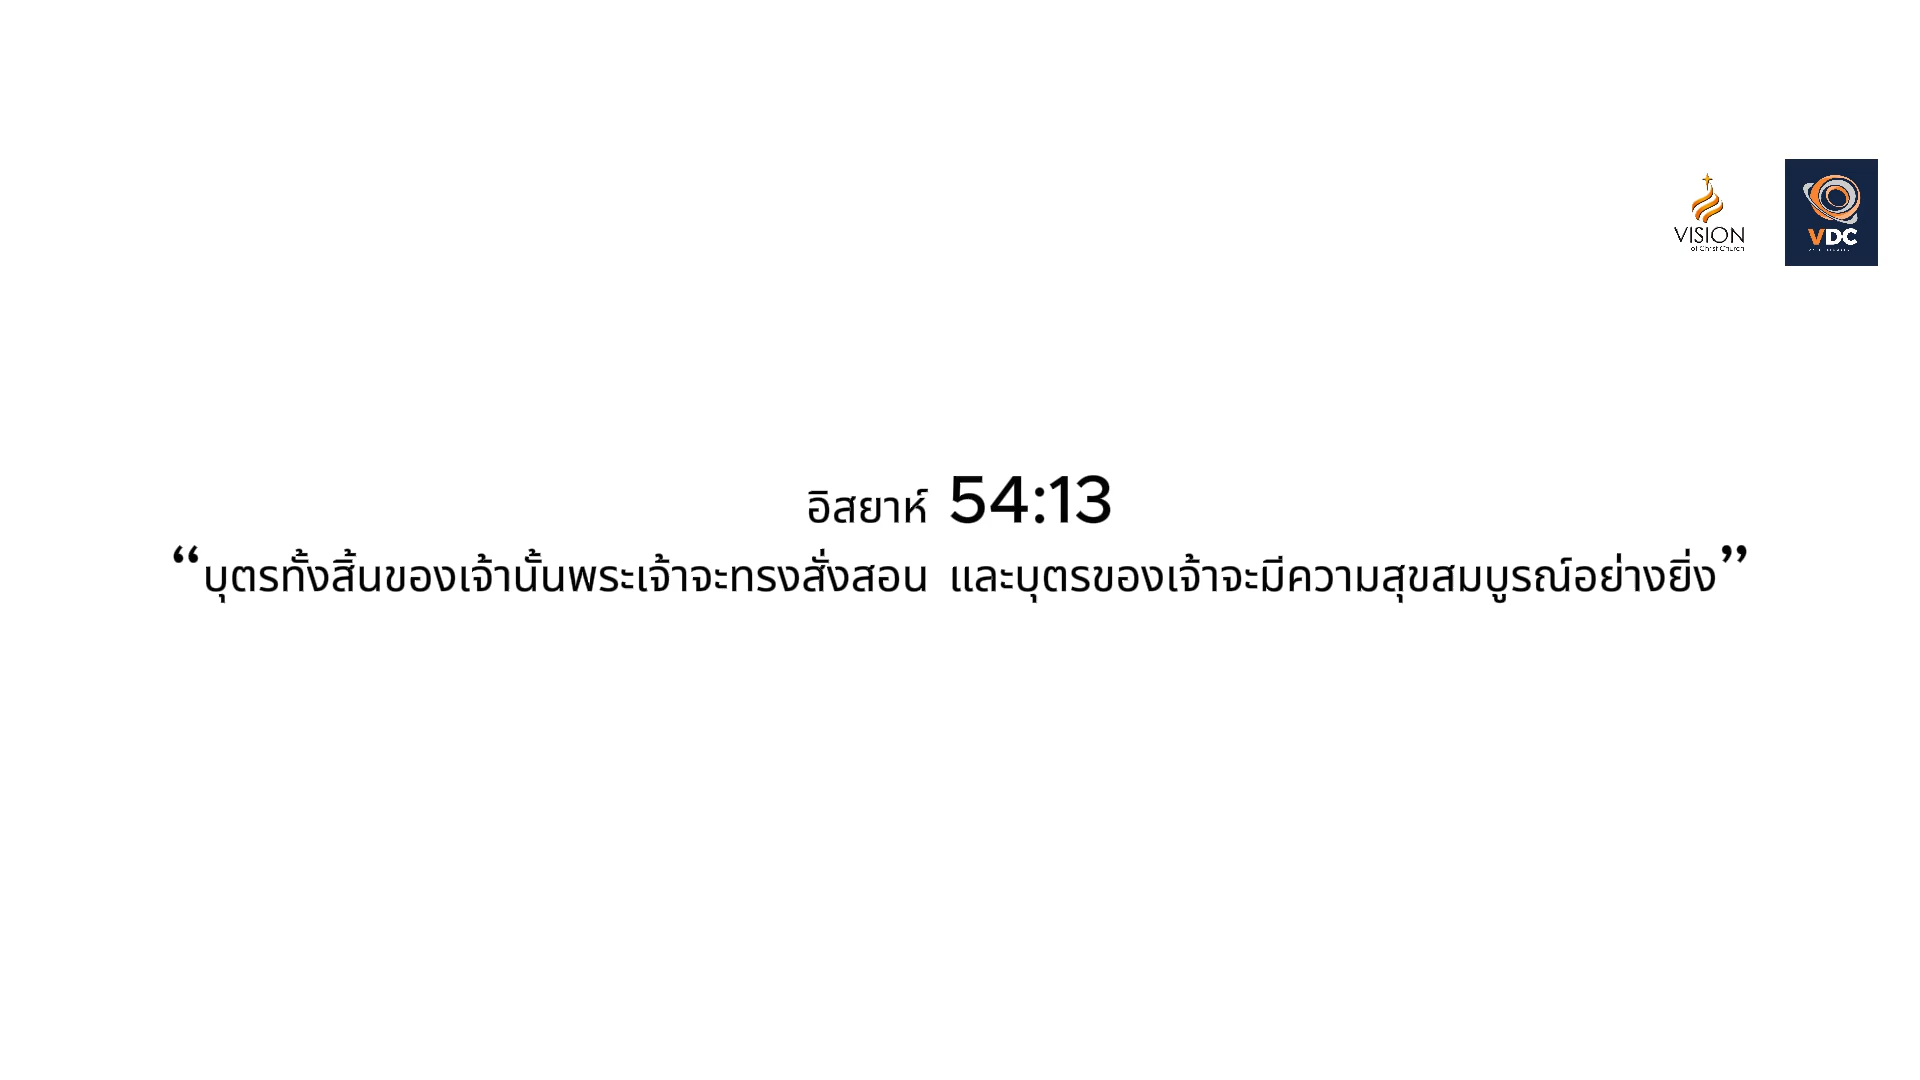 VISION
of Christ Church
VDC
อิสยาห์ 54:13
“บุตรทั้งสิ้นของเจ้านั้นพระเจ้าจะทรงสั่งสอน และบุตรของเจ้าจะมีความสุขสมบูรณ์อย่างยิ่ง”